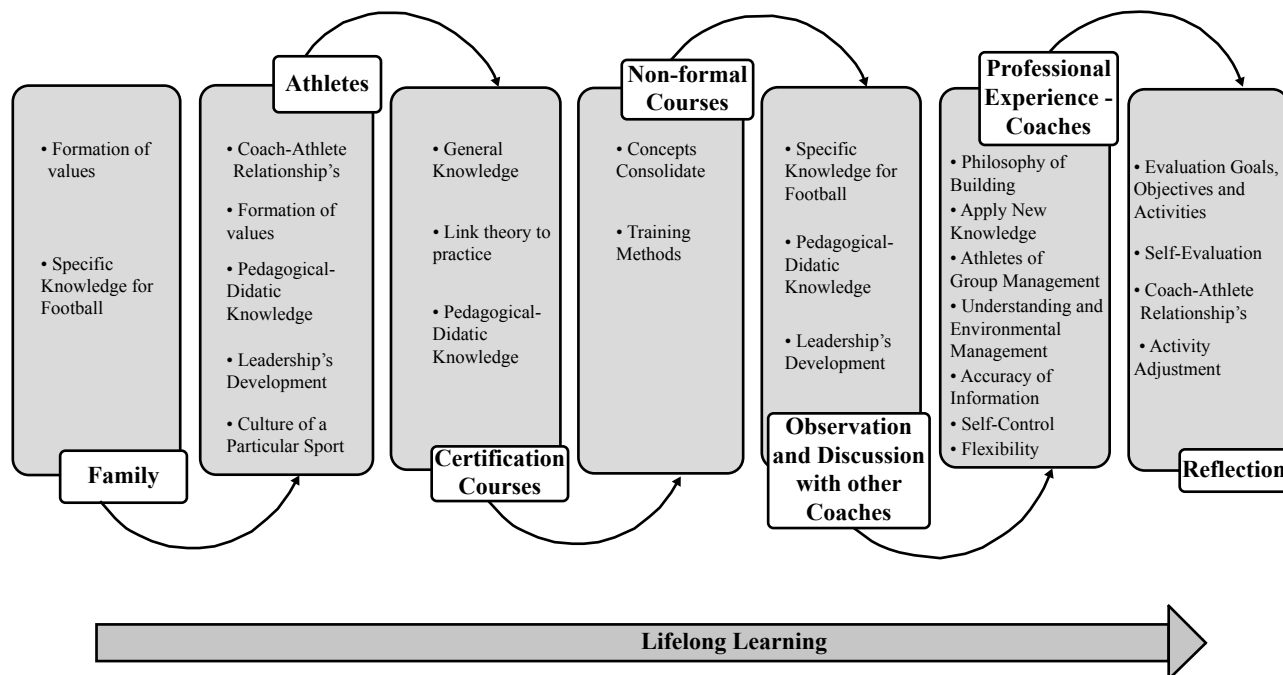 • Formation of
values
• Specific
Knowledge for
Football
Family
Athletes
• Coach-Athlete
Relationship’s
• Formation of
values
• Pedagogical-
Didatic
Knowledge
• Leadership’s
Development
• Culture of a
Particular Sport
• General
Knowledge
• Link theory to
practice
• Pedagogical-
Didatic
Knowledge
Certification
Courses
Non-formal
Courses
• Concepts
Consolidate
• Training
Methods
• Specific
Knowledge for
Football
• Pedagogical-
Didatic
Knowledge
• Leadership’s
Development
Observation
and Discussion
with other
Coaches
Professional
Experience -
Coaches
• Philosophy of
Building
• Apply New
Knowledge
• Athletes of
Group Management
• Understanding and
Environmental
Management
• Accuracy of
Information
• Self-Control
• Flexibility
• Evaluation Goals,
Objectives and
Activities
• Self-Evaluation
• Coach-Athlete
Relationship’s
• Activity
Adjustment
Reflection
Lifelong Learning